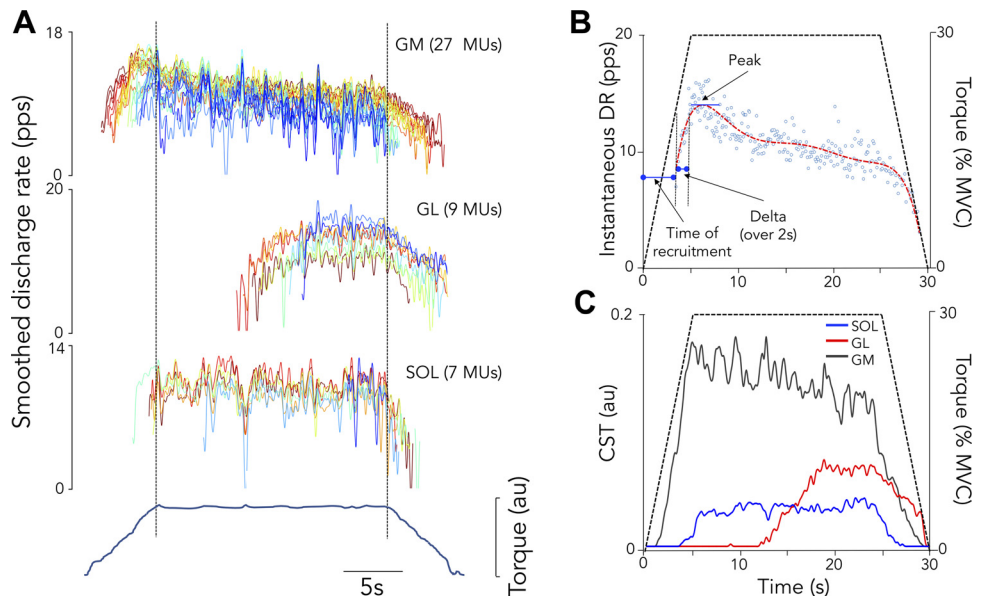 A
Smoothed discharge rate (pps)
18
0
GM (27 MUs)
20
0
GL (9 MUs)
14
0
SOL (7 MUs)
Torque (au)
5s
B
Instantaneous DR (pps)
20
10
0
Peak
Delta
(over 2s)
Time of
recruitment
10
20
30
30
0
Torque (% MVC)
C
CST (au)
0.2
0
SOL
GL
GM
0
10
20
30
Time (s)
30
0
Torque (% MVC)